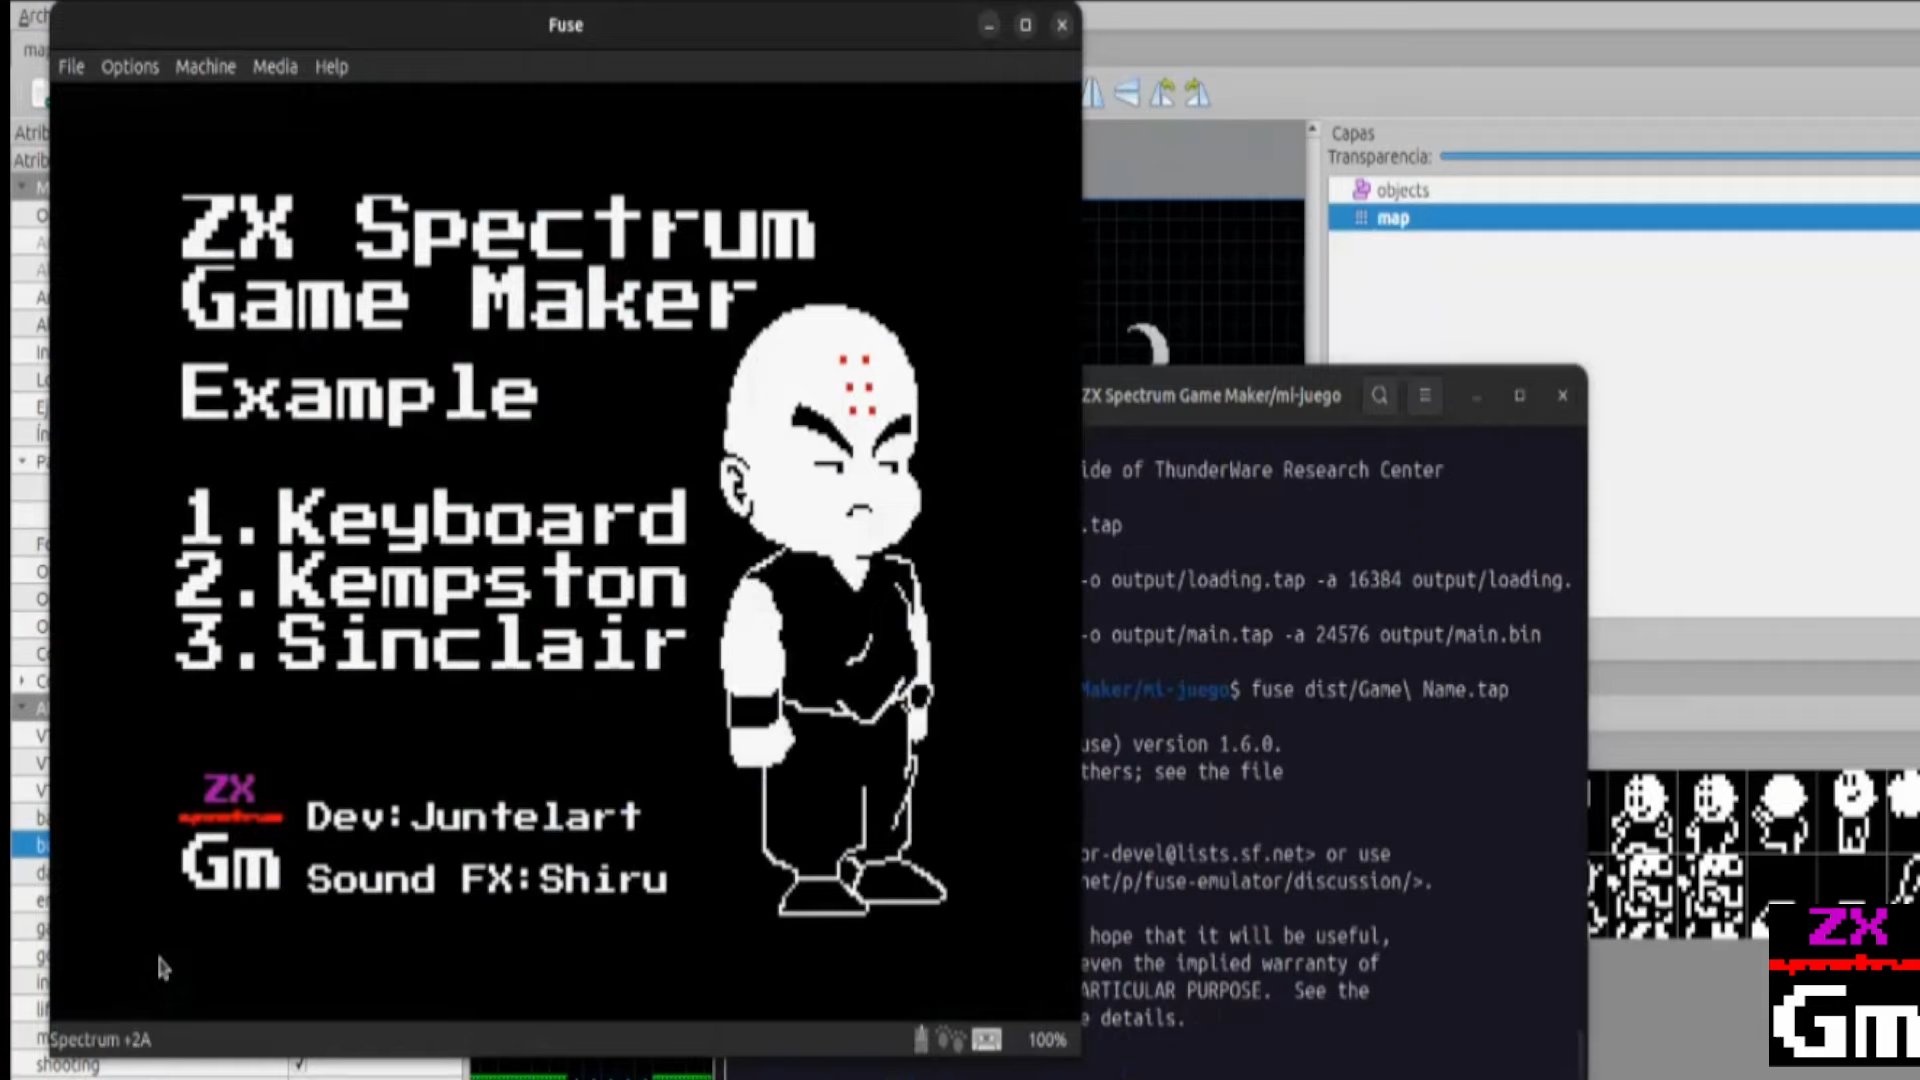 Fuse
File Options Machine Media Help
ZX Spectrum
Game Maker
Example
1.Keyboard
2.Kempston
3.Sinclair
ZX
spectrum
Gm
Dev:Juntelart
Sound FX:Shiru
Spectrum +2A
100%
shooting
Capas
Transparencia:
objects
map
ZX Spectrum Game Maker/mi-juego
ide of ThunderWare Research Center
.tap
-o output/loading.tap -a 16384 output/loading.
-o output/main.tap -a 24576 output/main.bin
Maker/mi-juego$ fuse dist/Game\ Name.tap
use) version 1.6.0.
thers; see the file
or-devel@lists.sf.net> or use
net/p/fuse-emulator/discussion/>.
hope that it will be useful,
even the implied warranty of
ARTICULAR PURPOSE.  See the
e details.
ZX
spectrum
Gm